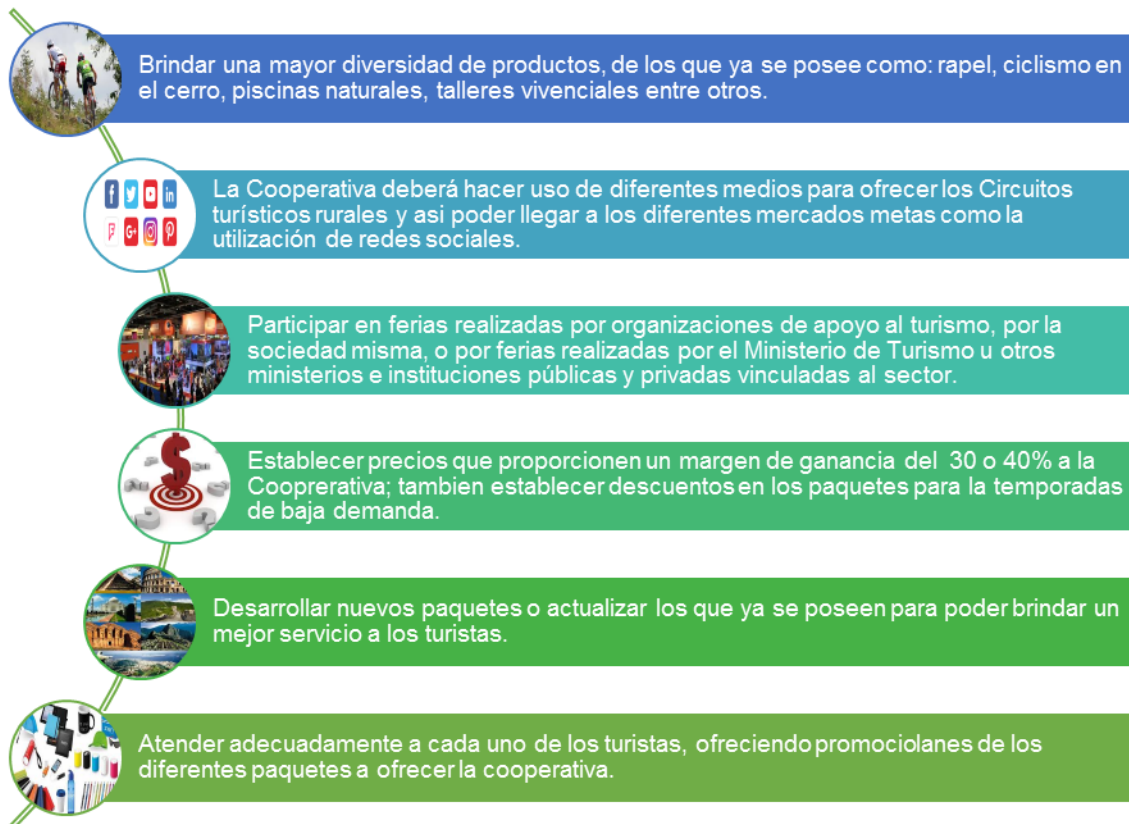 Brindar una mayor diversidad de productos, de los que ya se posee como: rapel, ciclismo en
el cerro, piscinas naturales, talleres vivenciales entre otros.
La Cooperativa deberá hacer uso de diferentes medios para ofrecer los Circuitos
turísticos rurales y asi poder llegar a los diferentes mercados metas como la
utilización de redes sociales.
Participar en ferias realizadas por organizaciones de apoyo al turismo, por la
sociedad misma, o por ferias realizadas por el Ministerio de Turismo u otros
ministerios e instituciones públicas y privadas vinculadas al sector.
Establecer precios que proporcionen un margen de ganancia del 30 o 40% a la
Cooprerativa; tambien establecer descuentos en los paquetes para la temporadas
de baja demanda.
Desarrollar nuevos paquetes o actualizar los que ya se poseen para poder brindar un
mejor servicio a los turistas.
Atender adecuadamente a cada uno de los turistas, ofreciendo promociolanes de los
diferentes paquetes a ofrecer la cooperativa.